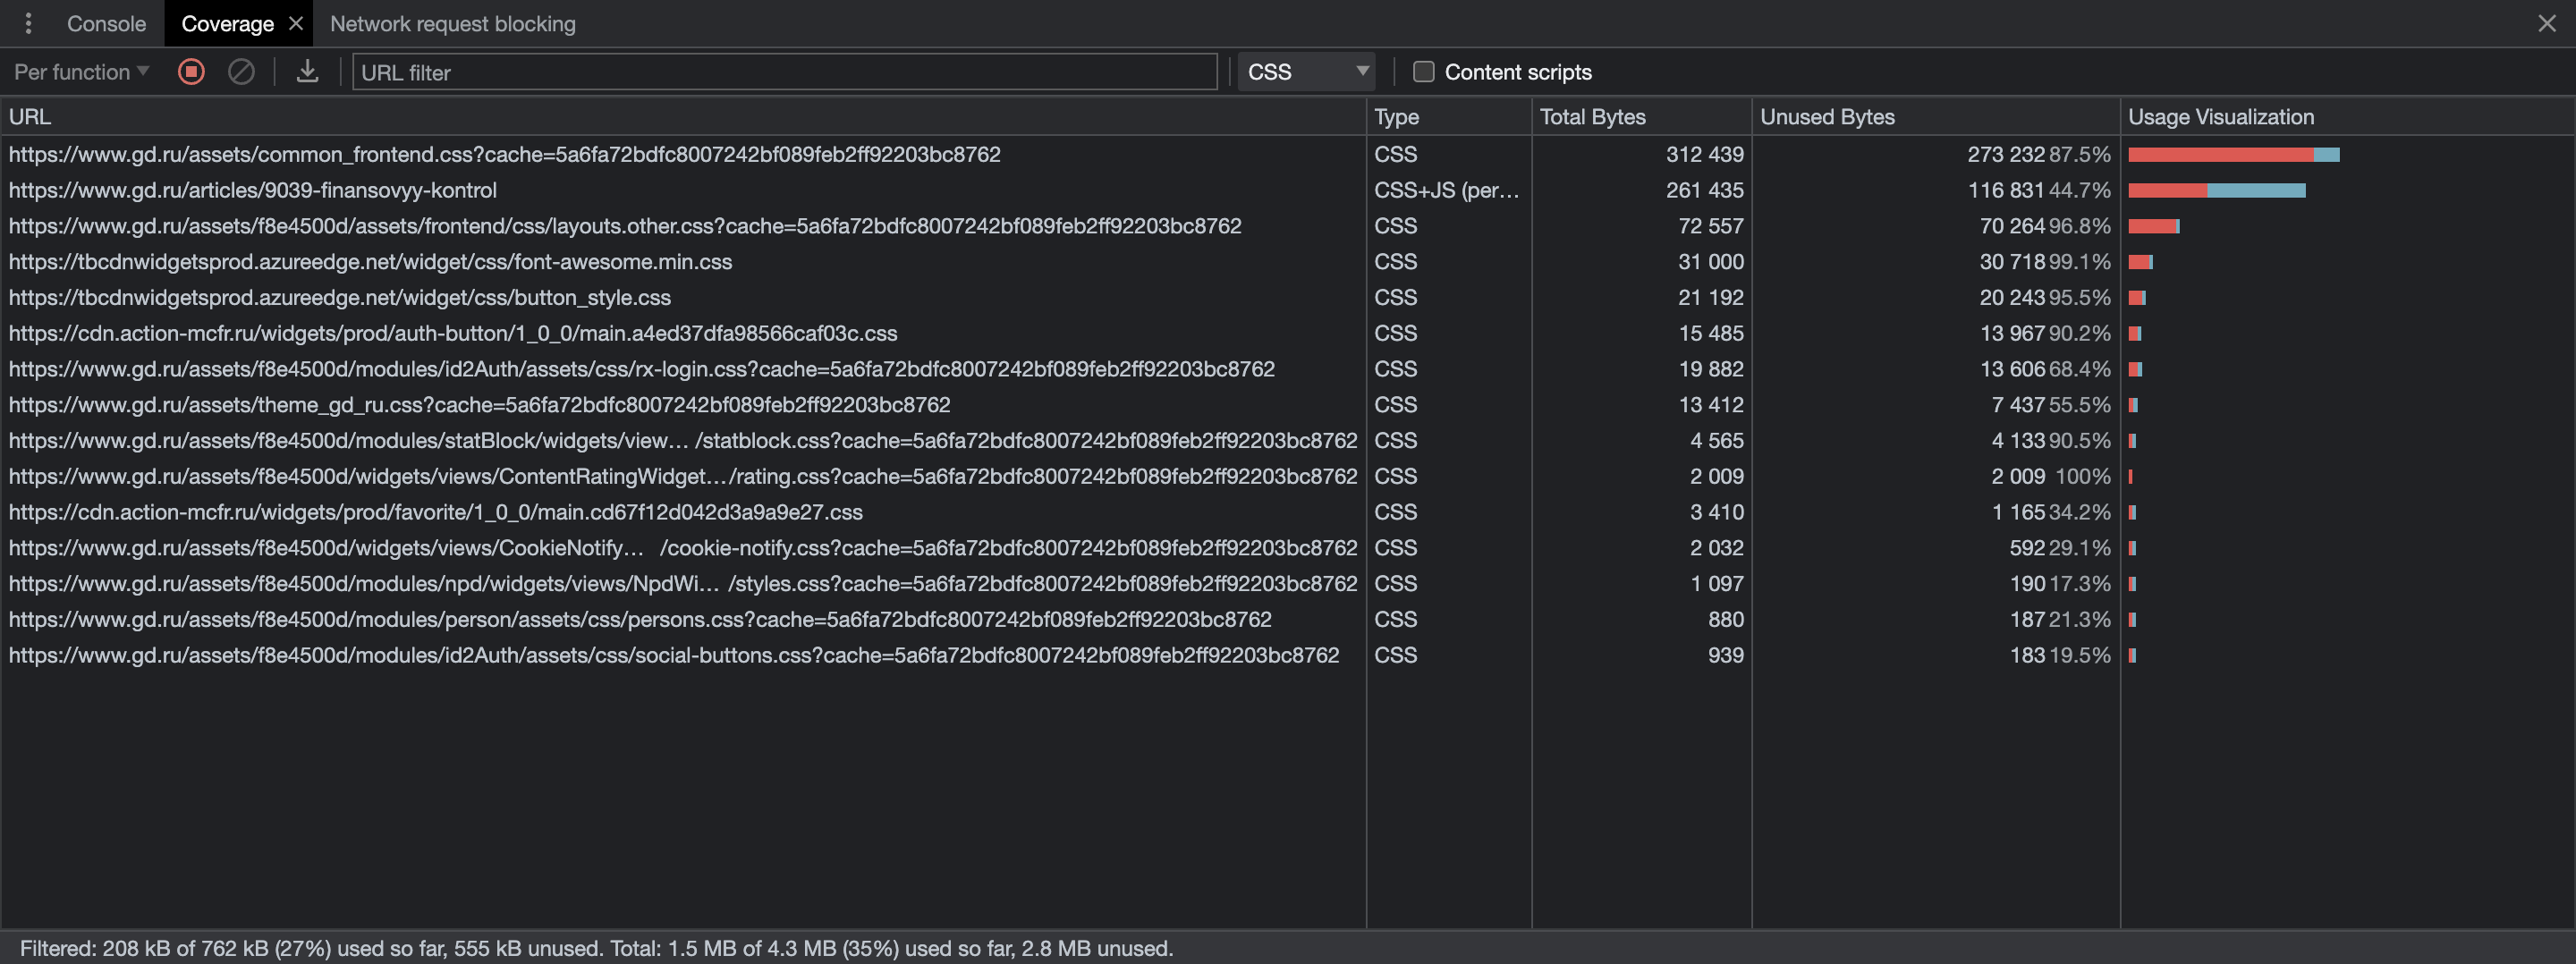 Console Coverage Network request blocking
Per function URL filter CSS Content scripts
URL Type Total Bytes Unused Bytes Usage Visualization
https://www.gd.ru/assets/common_frontend.css?cache=5a6fa72bdfc8007242bf089feb2ff92203bc8762 CSS 312 439 273 232 87.5%
https://www.gd.ru/articles/9039-finansovyy-kontrol CSS+JS (per… 261 435 116 831 44.7%
https://www.gd.ru/assets/f8e4500d/assets/frontend/css/layouts.other.css?cache=5a6fa72bdfc8007242bf089feb2ff92203bc8762 CSS 72 557 70 264 96.8%
https://tbcdnwidgetsprod.azureedge.net/widget/css/font-awesome.min.css CSS 31 000 30 718 99.1%
https://tbcdnwidgetsprod.azureedge.net/widget/css/button_style.css CSS 21 192 20 243 95.5%
https://cdn.action-mcfr.ru/widgets/prod/auth-button/1_0_0/main.a4ed37dfa98566caf03c.css CSS 15 485 13 967 90.2%
https://www.gd.ru/assets/f8e4500d/modules/id2Auth/assets/css/rx-login.css?cache=5a6fa72bdfc8007242bf089feb2ff92203bc8762 CSS 19 882 13 606 68.4%
https://www.gd.ru/assets/theme_gd_ru.css?cache=5a6fa72bdfc8007242bf089feb2ff92203bc8762 CSS 13 412 7 437 55.5%
https://www.gd.ru/assets/f8e4500d/modules/statBlock/widgets/view… /statblock.css?cache=5a6fa72bdfc8007242bf089feb2ff92203bc8762 CSS 4 565 4 133 90.5%
https://www.gd.ru/assets/f8e4500d/widgets/views/ContentRatingWidget…/rating.css?cache=5a6fa72bdfc8007242bf089feb2ff92203bc8762 CSS 2 009 2 009 100%
https://cdn.action-mcfr.ru/widgets/prod/favorite/1_0_0/main.cd67f12d042d3a9a9e27.css CSS 3 410 1 165 34.2%
https://www.gd.ru/assets/f8e4500d/widgets/views/CookieNotify… /cookie-notify.css?cache=5a6fa72bdfc8007242bf089feb2ff92203bc8762 CSS 2 032 592 29.1%
https://www.gd.ru/assets/f8e4500d/modules/npd/widgets/views/NpdWi… /styles.css?cache=5a6fa72bdfc8007242bf089feb2ff92203bc8762 CSS 1 097 190 17.3%
https://www.gd.ru/assets/f8e4500d/modules/person/assets/css/persons.css?cache=5a6fa72bdfc8007242bf089feb2ff92203bc8762 CSS 880 187 21.3%
https://www.gd.ru/assets/f8e4500d/modules/id2Auth/assets/css/social-buttons.css?cache=5a6fa72bdfc8007242bf089feb2ff92203bc8762 CSS 939 183 19.5%
Filtered: 208 kB of 762 kB (27%) used so far, 555 kB unused. Total: 1.5 MB of 4.3 MB (35%) used so far, 2.8 MB unused.